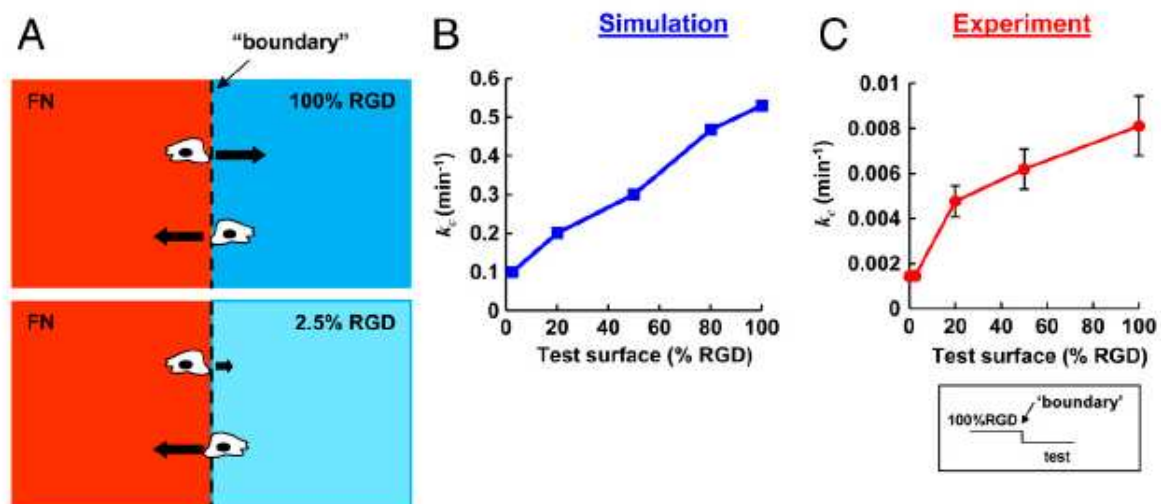 A
"boundary"
FN
100% RGD
FN
2.5% RGD
B
Simulation
k_c (min⁻¹)
0.6
0.5
0.4
0.3
0.2
0.1
0
0 20 40 60 80 100
Test surface (% RGD)
C
Experiment
k_c (min⁻¹)
0.01
0.008
0.006
0.004
0.002
0
0 20 40 60 80 100
Test surface (% RGD)
'boundary'
100%RGD
test